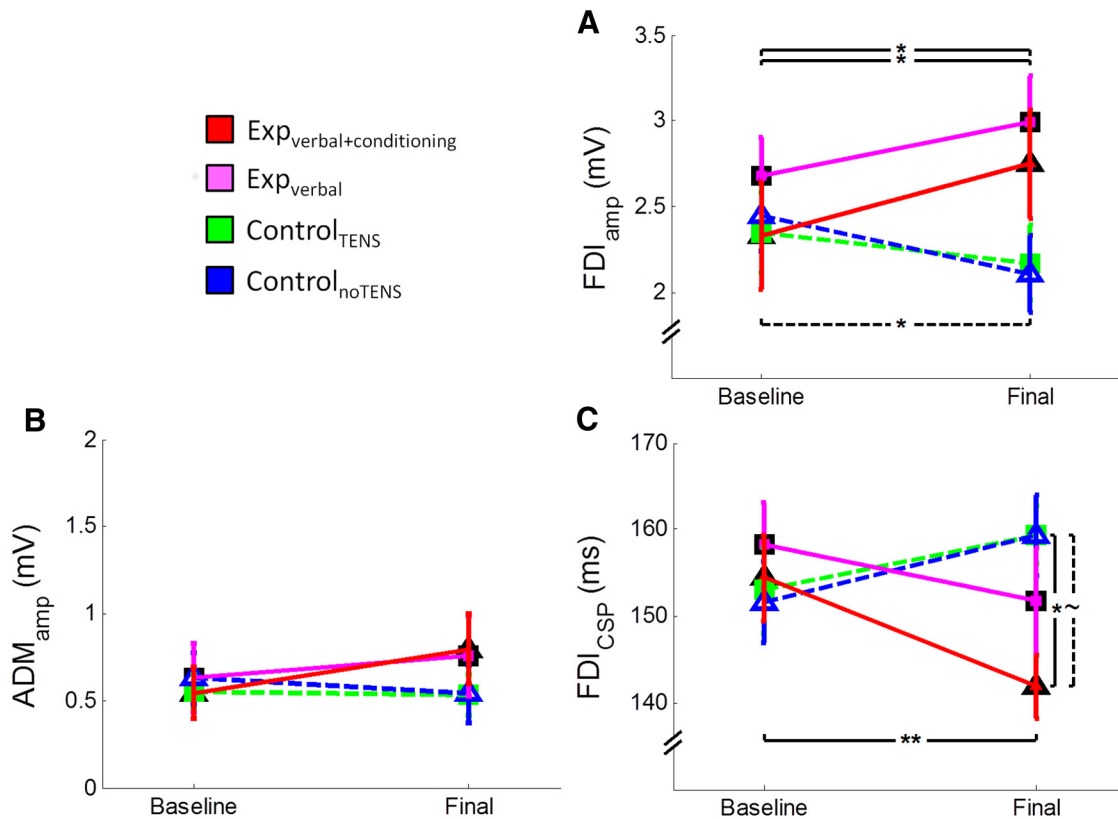 A
3.5
*
*
3
2.5
2
*
FDIamp (mV)
Baseline Final
Expverbal+conditioning
Expverbal
ControlTENS
ControlnoTENS
B
2
1.5
1
0.5
0
ADMamp (mV)
Baseline Final
C
170
160
150
140
*
~
**
FDICSP (ms)
Baseline Final